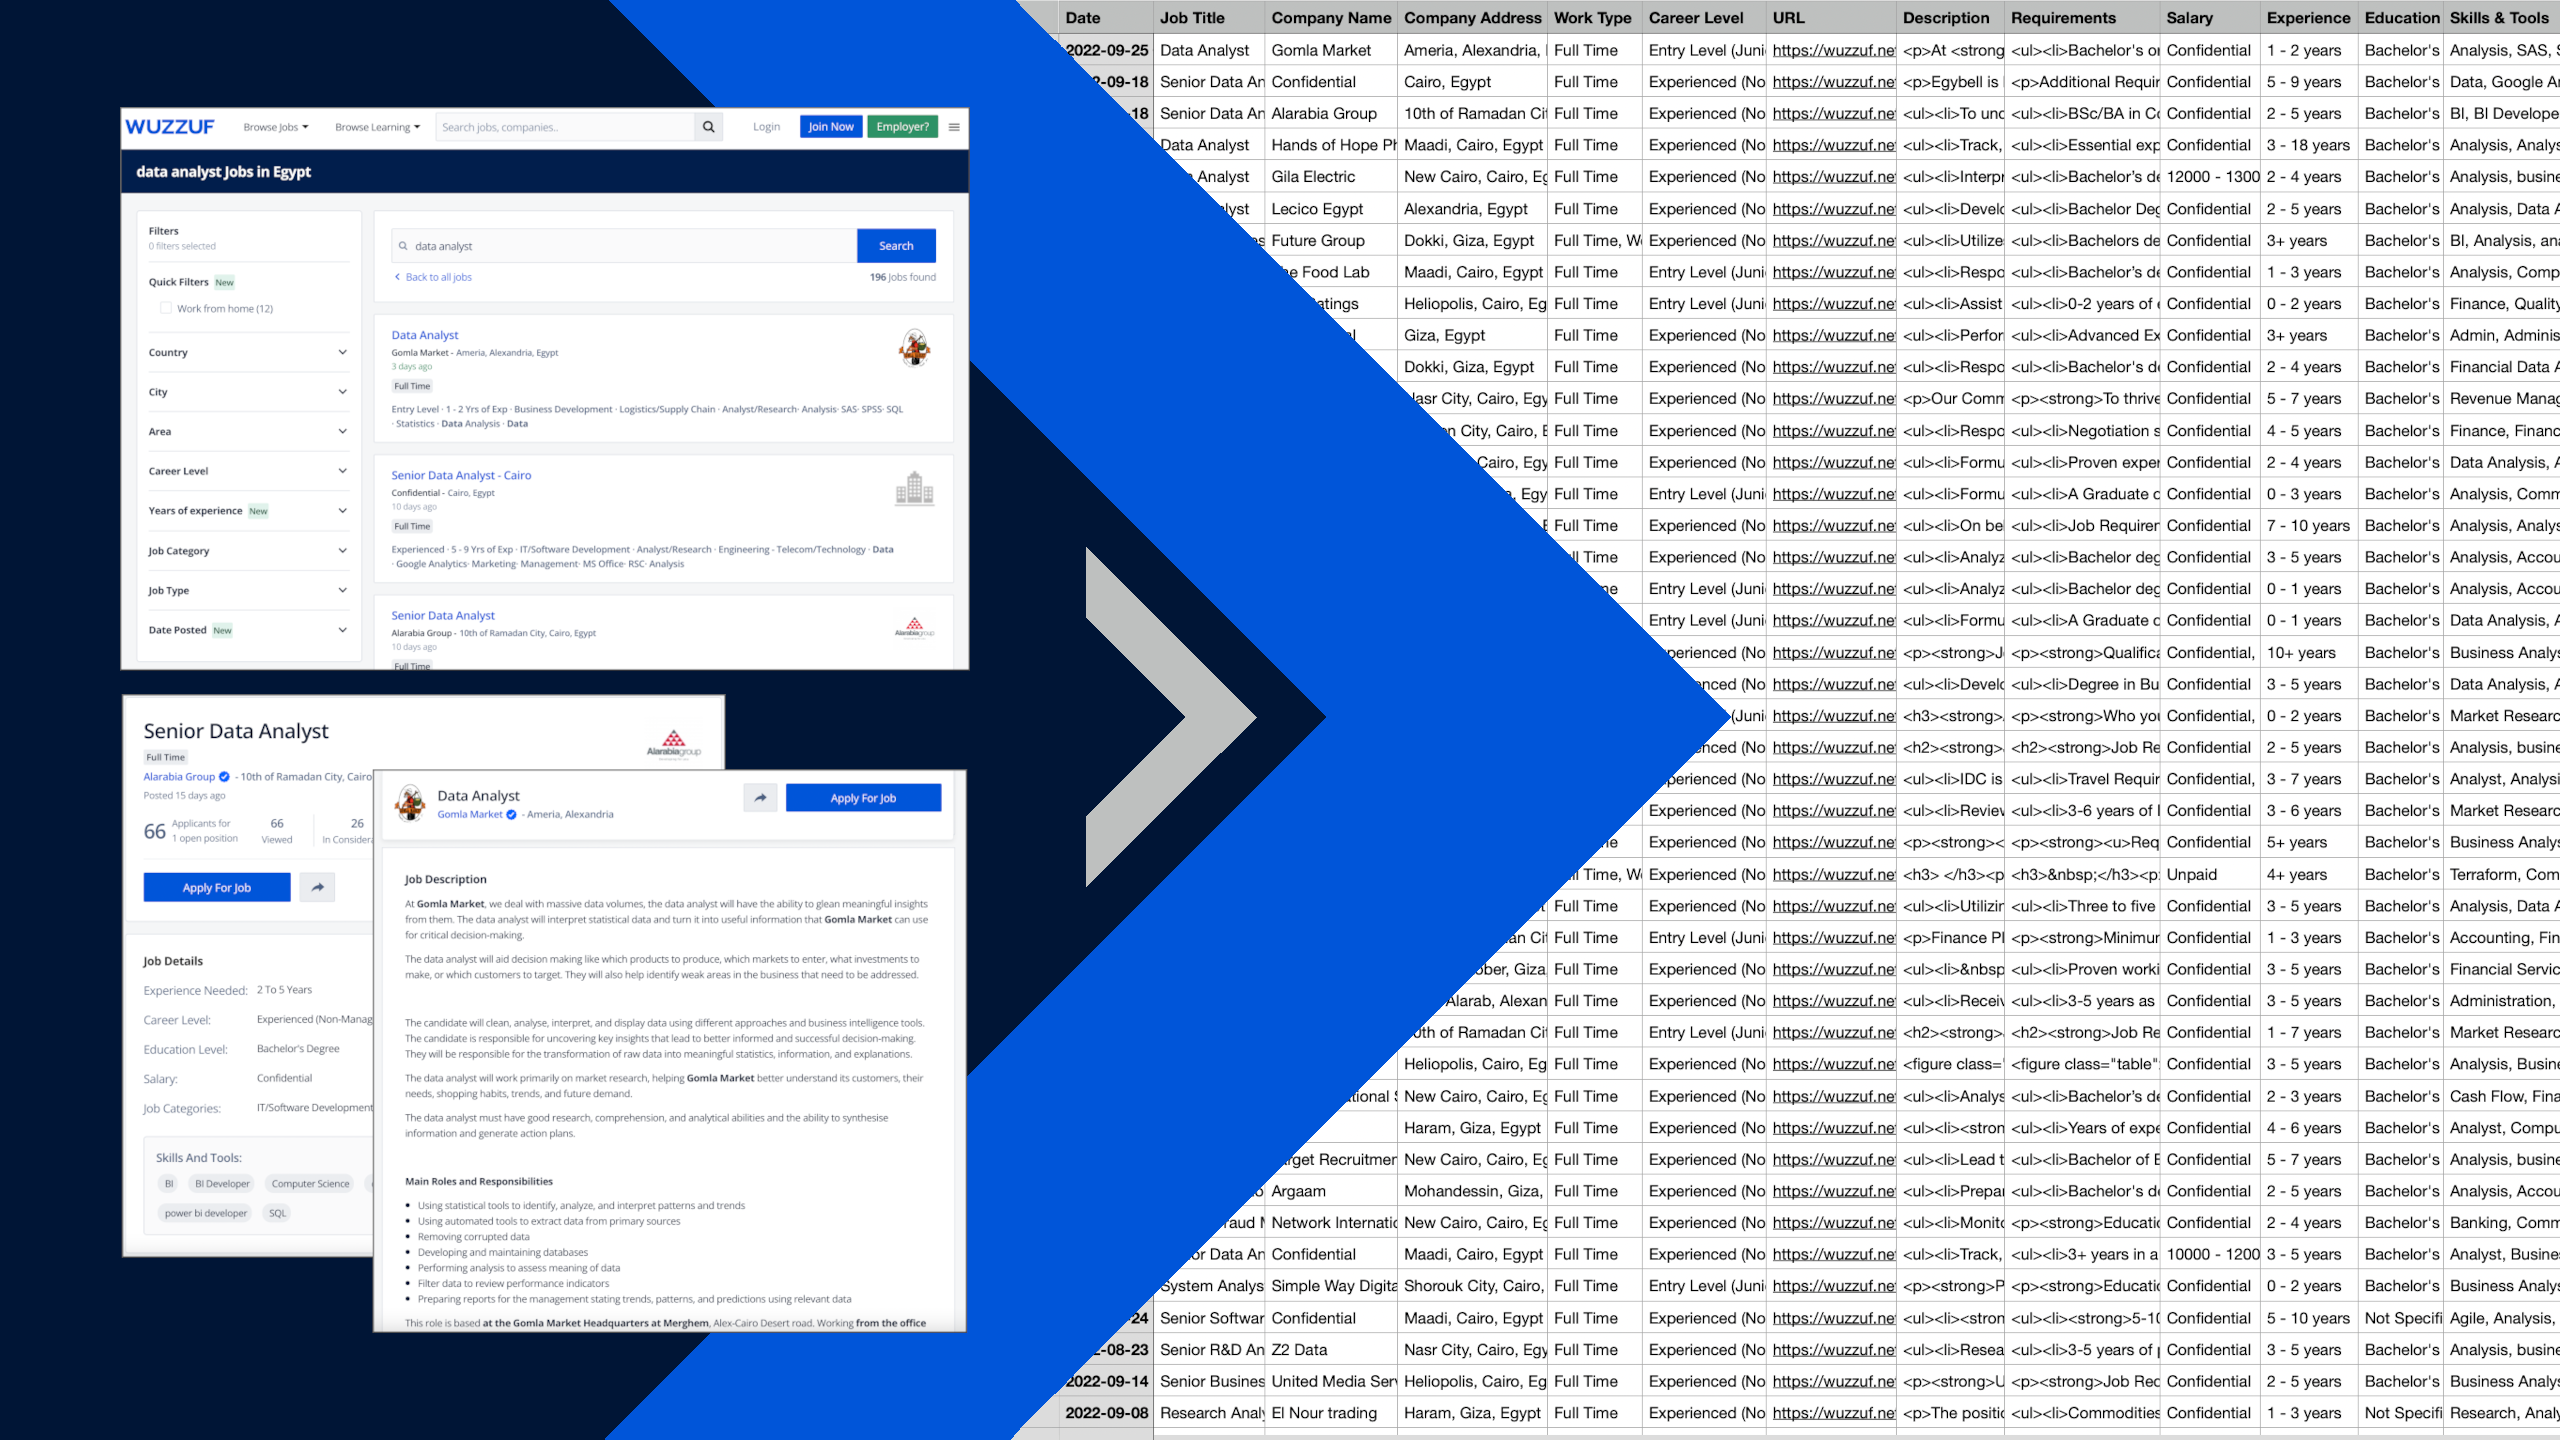 WUZZUF Browse Jobs Browse Learning Search jobs, companies.. Login Join Now Employer?
data analyst Jobs in Egypt
Filters
0 filters selected
Quick Filters New
Work from home (12)
Country
City
Area
Career Level
Years of experience New
Job Category
Job Type
Date Posted New
data analyst Search
Back to all jobs 196 Jobs found
Data Analyst
Gomla Market - Ameria, Alexandria, Egypt
3 days ago
Full Time
Entry Level · 1 - 2 Yrs of Exp · Business Development · Logistics/Supply Chain · Analyst/Research· Analysis· SAS· SPSS· SQL
· Statistics · Data Analysis · Data
Senior Data Analyst - Cairo
Confidential - Cairo, Egypt
10 days ago
Full Time
Experienced · 5 - 9 Yrs of Exp · IT/Software Development · Analyst/Research · Engineering - Telecom/Technology · Data
· Google Analytics· Marketing· Management· MS Office· RSC· Analysis
Senior Data Analyst
Alarabia Group - 10th of Ramadan City, Cairo, Egypt
10 days ago
Full Time
Alarabiagroup
Senior Data Analyst
Full Time
Alarabia Group - 10th of Ramadan City, Cairo
Posted 15 days ago
66 Applicants for 1 open position 66 Viewed 26 In Considera
Apply For Job
Alarabiagroup
Job Details
Experience Needed: 2 To 5 Years
Career Level: Experienced (Non-Manag
Education Level: Bachelor's Degree
Salary: Confidential
Job Categories: IT/Software Development
Skills And Tools:
BI BI Developer Computer Science
power bi developer SQL
Data Analyst
Gomla Market - Ameria, Alexandria
Apply For Job
Job Description
At Gomla Market, we deal with massive data volumes, the data analyst will have the ability to glean meaningful insights
from them. The data analyst will interpret statistical data and turn it into useful information that Gomla Market can use
for critical decision-making.
The data analyst will aid decision making like which products to produce, which markets to enter, what investments to
make, or which customers to target. They will also help identify weak areas in the business that need to be addressed.
The candidate will clean, analyse, interpret, and display data using different approaches and business intelligence tools.
The candidate is responsible for uncovering key insights that lead to better informed and successful decision-making.
They will be responsible for the transformation of raw data into meaningful statistics, information, and explanations.
The data analyst will work primarily on market research, helping Gomla Market better understand its customers, their
needs, shopping habits, trends, and future demand.
The data analyst must have good research, comprehension, and analytical abilities and the ability to synthesise
information and generate action plans.
Main Roles and Responsibilities
Using statistical tools to identify, analyze, and interpret patterns and trends
Using automated tools to extract data from primary sources
Removing corrupted data
Developing and maintaining databases
Performing analysis to assess meaning of data
Filter data to review performance indicators
Preparing reports for the management stating trends, patterns, and predictions using relevant data
This role is based at the Gomla Market Headquarters at Merghem, Alex-Cairo Desert road. Working from the office
Date Job Title Company Name Company Address Work Type Career Level URL Description Requirements Salary Experience Education Skills & Tools
2022-09-25 Data Analyst Gomla Market Ameria, Alexandria, Full Time Entry Level (Juni https://wuzzuf.ne <p>At <strong <ul><li>Bachelor's or Confidential 1 - 2 years Bachelor's Analysis, SAS,
-09-18 Senior Data An Confidential Cairo, Egypt Full Time Experienced (No https://wuzzuf.ne <p>Egybell is <p>Additional Requir Confidential 5 - 9 years Bachelor's Data, Google A
18 Senior Data An Alarabia Group 10th of Ramadan Cit Full Time Experienced (No https://wuzzuf.ne <ul><li>To unc <ul><li>BSc/BA in Co Confidential 2 - 5 years Bachelor's BI, BI Develope
Data Analyst Hands of Hope Ph Maadi, Cairo, Egypt Full Time Experienced (No https://wuzzuf.ne <ul><li>Track, <ul><li>Essential exp Confidential 3 - 18 years Bachelor's Analysis, Analys
Analyst Gila Electric New Cairo, Cairo, Eg Full Time Experienced (No https://wuzzuf.ne <ul><li>Interpr <ul><li>Bachelor's de 12000 - 1300 2 - 4 years Bachelor's Analysis, busine
lyst Lecico Egypt Alexandria, Egypt Full Time Experienced (No https://wuzzuf.ne <ul><li>Develo <ul><li>Bachelor Deg Confidential 2 - 5 years Bachelor's Analysis, Data A
Future Group Dokki, Giza, Egypt Full Time, Wo Experienced (No https://wuzzuf.ne <ul><li>Utilize <ul><li>Bachelors de Confidential 3+ years Bachelor's BI, Analysis, ana
e Food Lab Maadi, Cairo, Egypt Full Time Entry Level (Juni https://wuzzuf.ne <ul><li>Respo <ul><li>Bachelor's de Confidential 1 - 3 years Bachelor's Analysis, Comp
atings Heliopolis, Cairo, Eg Full Time Entry Level (Juni https://wuzzuf.ne <ul><li>Assist <ul><li>0-2 years of Confidential 0 - 2 years Bachelor's Finance, Quality
Giza, Egypt Full Time Experienced (No https://wuzzuf.ne <ul><li>Perfor <ul><li>Advanced Ex Confidential 3+ years Bachelor's Admin, Adminis
Dokki, Giza, Egypt Full Time Experienced (No https://wuzzuf.ne <ul><li>Respo <ul><li>Bachelor's de Confidential 2 - 4 years Bachelor's Financial Data A
Nasr City, Cairo, Egy Full Time Experienced (No https://wuzzuf.ne <p>Our Comm <p><strong>To thrive Confidential 5 - 7 years Bachelor's Revenue Manag
n City, Cairo, E Full Time Experienced (No https://wuzzuf.ne <ul><li>Respo <ul><li>Negotiation s Confidential 4 - 5 years Bachelor's Finance, Financ
Cairo, Egy Full Time Experienced (No https://wuzzuf.ne <ul><li>Formu <ul><li>Proven exper Confidential 2 - 4 years Bachelor's Data Analysis, A
, Egy Full Time Entry Level (Juni https://wuzzuf.ne <ul><li>Formu <ul><li>A Graduate o Confidential 0 - 3 years Bachelor's Analysis, Comm
Full Time Experienced (No https://wuzzuf.ne <ul><li>On be <ul><li>Job Requirer Confidential 7 - 10 years Bachelor's Analysis, Analys
ll Time Experienced (No https://wuzzuf.ne <ul><li>Analyz <ul><li>Bachelor deg Confidential 3 - 5 years Bachelor's Analysis, Accou
ne Entry Level (Juni https://wuzzuf.ne <ul><li>Analyz <ul><li>Bachelor deg Confidential 0 - 1 years Bachelor's Analysis, Accou
Entry Level (Juni https://wuzzuf.ne <ul><li>Formu <ul><li>A Graduate o Confidential 0 - 1 years Bachelor's Data Analysis, A
perienced (No https://wuzzuf.ne <p><strong>J <p><strong>Qualifica Confidential, 10+ years Bachelor's Business Analys
nced (No https://wuzzuf.ne <ul><li>Develo <ul><li>Degree in Bu Confidential 3 - 5 years Bachelor's Data Analysis, A
(Juni https://wuzzuf.ne <h3><strong> <p><strong>Who you Confidential, 0 - 2 years Bachelor's Market Researc
nced (No https://wuzzuf.ne <h2><strong> <h2><strong>Job Re Confidential 2 - 5 years Bachelor's Analysis, busine
perienced (No https://wuzzuf.ne <ul><li>IDC is <ul><li>Travel Requir Confidential, 3 - 7 years Bachelor's Analyst, Analysi
Experienced (No https://wuzzuf.ne <ul><li>Review <ul><li>3-6 years of Confidential 3 - 6 years Bachelor's Market Researc
ne Experienced (No https://wuzzuf.ne <p><strong>< <p><strong><u>Req Confidential 5+ years Bachelor's Business Analys
l Time, Wo Experienced (No https://wuzzuf.ne <h3> </h3><p <h3>&nbsp;</h3><p Unpaid 4+ years Bachelor's Terraform, Com
Full Time Experienced (No https://wuzzuf.ne <ul><li>Utilizir <ul><li>Three to five Confidential 3 - 5 years Bachelor's Analysis, Data A
an Cit Full Time Entry Level (Juni https://wuzzuf.ne <p>Finance Pl <p><strong>Minimur Confidential 1 - 3 years Bachelor's Accounting, Fin
ober, Giza Full Time Experienced (No https://wuzzuf.ne <ul><li>&nbsp <ul><li>Proven worki Confidential 3 - 5 years Bachelor's Financial Servic
Alarab, Alexan Full Time Experienced (No https://wuzzuf.ne <ul><li>Receiv <ul><li>3-5 years as Confidential 3 - 5 years Bachelor's Administration,
0th of Ramadan Cit Full Time Entry Level (Juni https://wuzzuf.ne <h2><strong> <h2><strong>Job Re Confidential 1 - 7 years Bachelor's Market Researc
Heliopolis, Cairo, Eg Full Time Experienced (No https://wuzzuf.ne <figure class=' <figure class="table" Confidential 3 - 5 years Bachelor's Analysis, Busine
ational S New Cairo, Cairo, Eg Full Time Experienced (No https://wuzzuf.ne <ul><li>Analys <ul><li>Bachelor's de Confidential 2 - 3 years Bachelor's Cash Flow, Fina
Haram, Giza, Egypt Full Time Experienced (No https://wuzzuf.ne <ul><li><stron <ul><li>Years of expe Confidential 4 - 6 years Bachelor's Analyst, Compu
rget Recruitmer New Cairo, Cairo, Eg Full Time Experienced (No https://wuzzuf.ne <ul><li>Lead t <ul><li>Bachelor of B Confidential 5 - 7 years Bachelor's Analysis, busine
Argaam Mohandessin, Giza, Full Time Experienced (No https://wuzzuf.ne <ul><li>Prepar <ul><li>Bachelor's de Confidential 2 - 5 years Bachelor's Analysis, Accou
raud M Network Internatio New Cairo, Cairo, Eg Full Time Experienced (No https://wuzzuf.ne <ul><li>Monito <p><strong>Educatio Confidential 2 - 4 years Bachelor's Banking, Comm
or Data An Confidential Maadi, Cairo, Egypt Full Time Experienced (No https://wuzzuf.ne <ul><li>Track, <ul><li>3+ years in a 10000 - 1200 3 - 5 years Bachelor's Analyst, Busines
System Analys Simple Way Digita Shorouk City, Cairo, Full Time Entry Level (Juni https://wuzzuf.ne <p><strong>P <p><strong>Educatio Confidential 0 - 2 years Bachelor's Business Analys
24 Senior Softwar Confidential Maadi, Cairo, Egypt Full Time Experienced (No https://wuzzuf.ne <ul><li><stron <ul><li><strong>5-10 Confidential 5 - 10 years Not Specifi Agile, Analysis,
-08-23 Senior R&D An Z2 Data Nasr City, Cairo, Egy Full Time Experienced (No https://wuzzuf.ne <ul><li>Resea <ul><li>3-5 years of Confidential 3 - 5 years Bachelor's Analysis, busine
2022-09-14 Senior Busines United Media Serv Heliopolis, Cairo, Eg Full Time Experienced (No https://wuzzuf.ne <p><strong>U <p><strong>Job Rec Confidential 2 - 5 years Bachelor's Business Analys
2022-09-08 Research Analy El Nour trading Haram, Giza, Egypt Full Time Experienced (No https://wuzzuf.ne <p>The positio <ul><li>Commodities Confidential 1 - 3 years Not Specifi Research, Analy